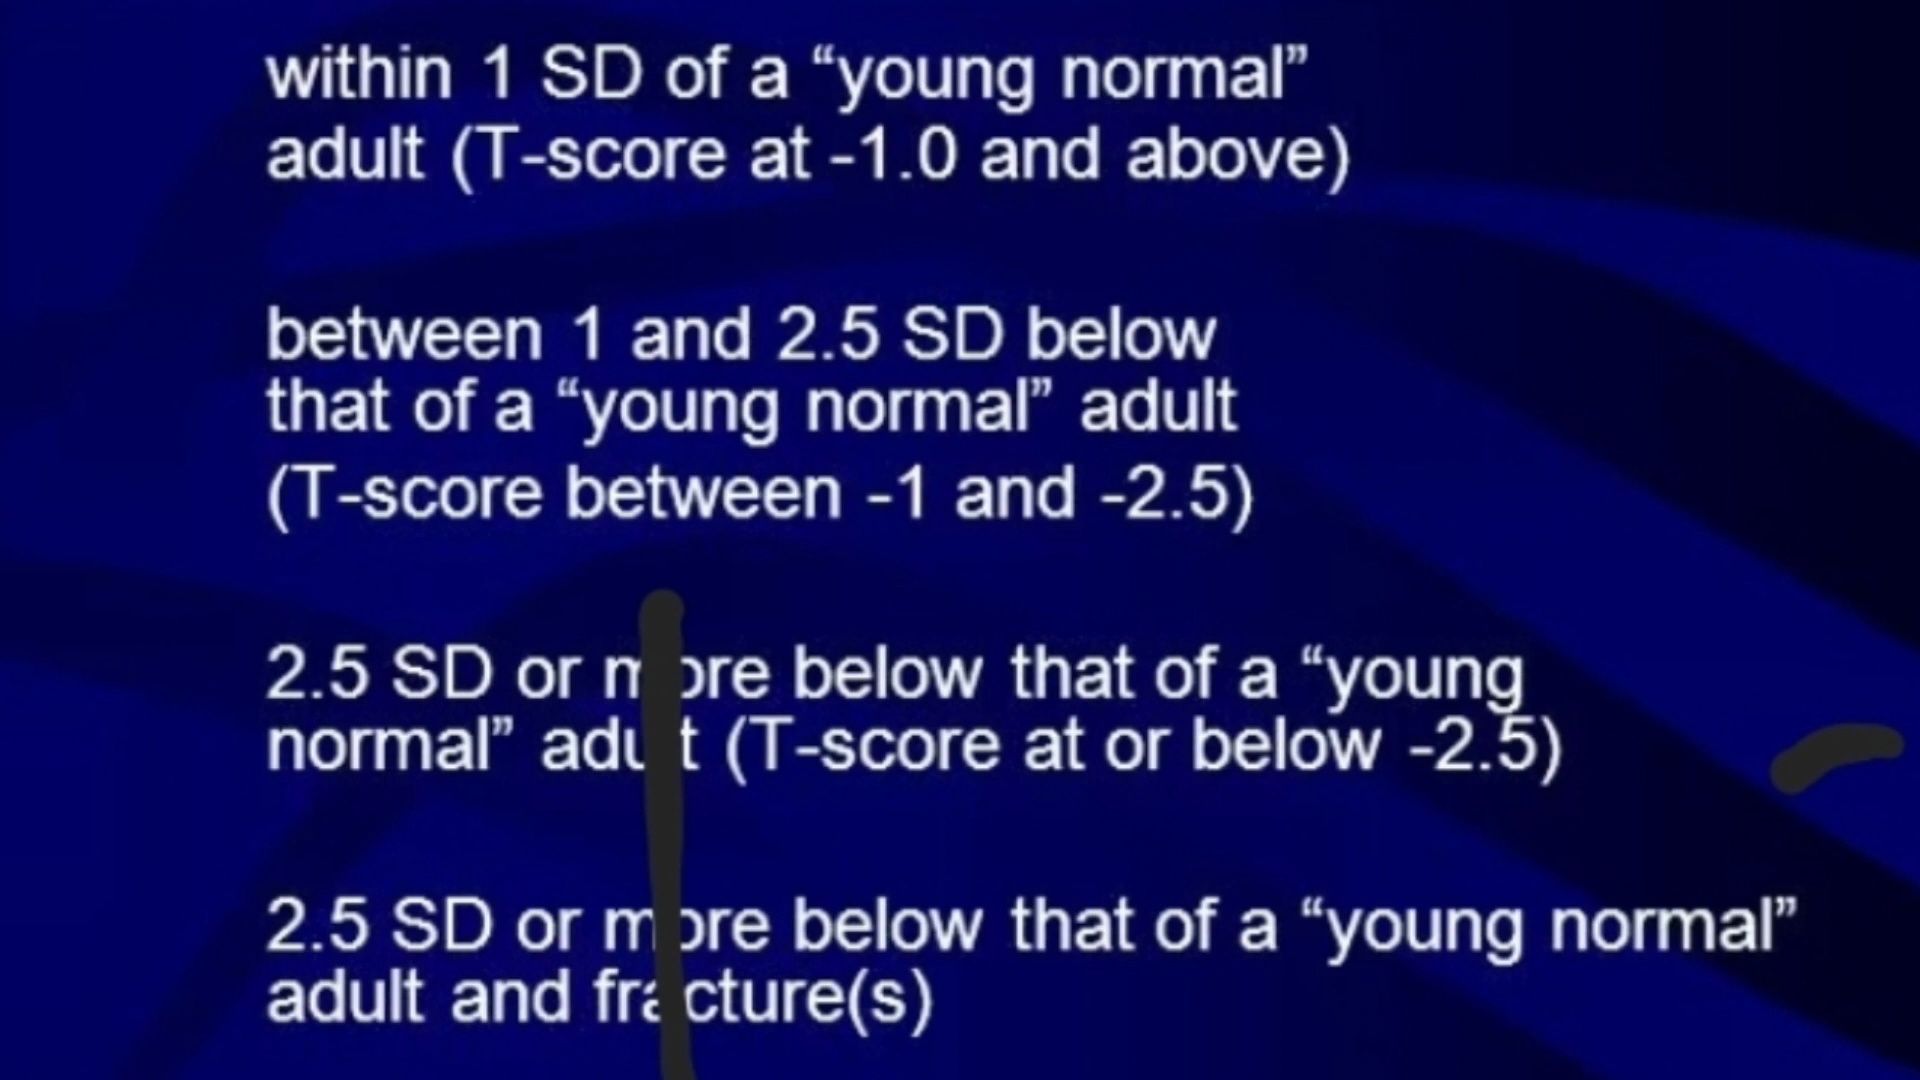 within 1 SD of a “young normal”
adult (T-score at -1.0 and above)
between 1 and 2.5 SD below
that of a “young normal” adult
(T-score between -1 and -2.5)
2.5 SD or more below that of a “young
normal” adult (T-score at or below -2.5)
2.5 SD or more below that of a “young normal”
adult and fracture(s)